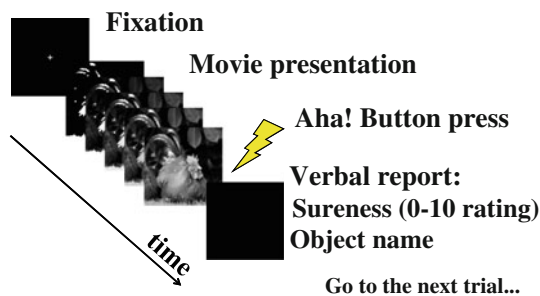 Fixation
Movie presentation
Aha! Button press
Verbal report:
Sureness (0-10 rating)
Object name
time
Go to the next trial...